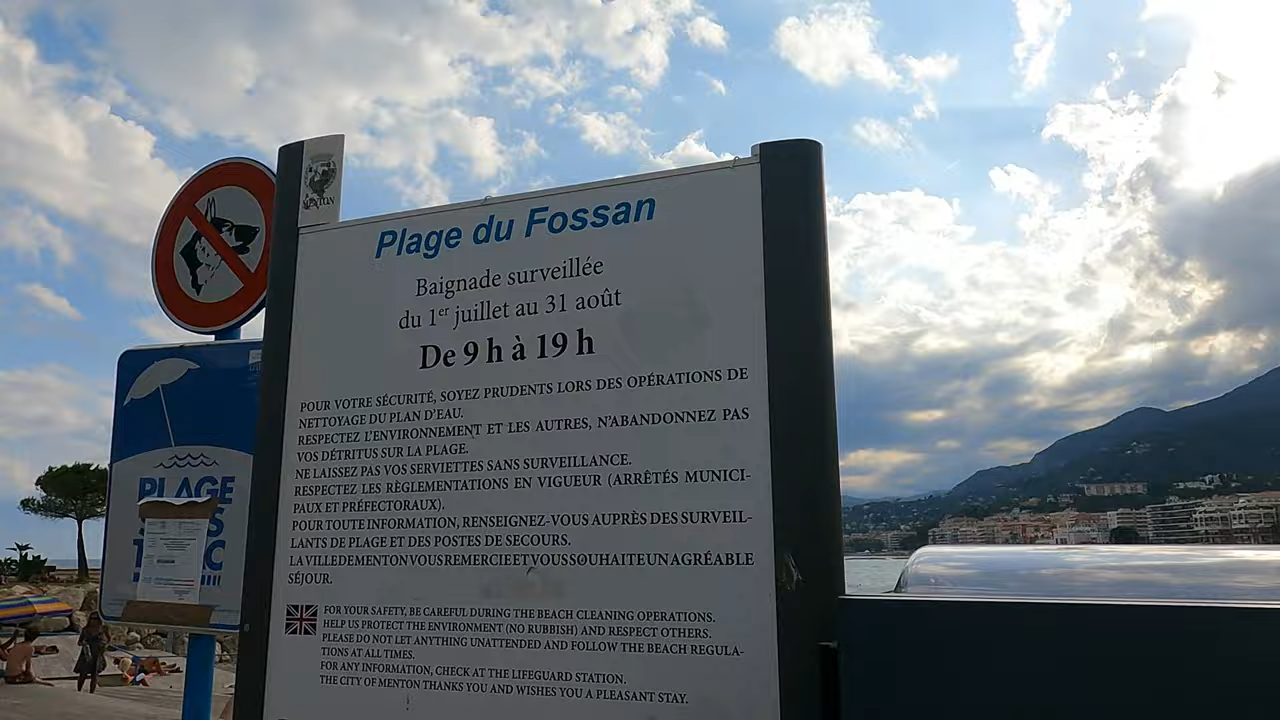 MENTON
Plage du Fossan
Baignade surveillée
du 1er juillet au 31 août
De 9 h à 19 h
POUR VOTRE SÉCURITÉ, SOYEZ PRUDENTS LORS DES OPÉRATIONS DE
NETTOYAGE DU PLAN D'EAU.
RESPECTEZ L'ENVIRONNEMENT ET LES AUTRES, N'ABANDONNEZ PAS
VOS DÉTRITUS SUR LA PLAGE.
NE LAISSEZ PAS VOS SERVIETTES SANS SURVEILLANCE.
RESPECTEZ LES RÈGLEMENTATIONS EN VIGUEUR (ARRÊTÉS MUNICI-
PAUX ET PRÉFECTORAUX).
POUR TOUTE INFORMATION, RENSEIGNEZ-VOUS AUPRÈS DES SURVEIL-
LANTS DE PLAGE ET DES POSTES DE SECOURS.
LA VILLE DE MENTON VOUS REMERCIE ET VOUS SOUHAITE UN AGRÉABLE
SÉJOUR.
FOR YOUR SAFETY, BE CAREFUL DURING THE BEACH CLEANING OPERATIONS.
HELP US PROTECT THE ENVIRONMENT (NO RUBBISH) AND RESPECT OTHERS.
PLEASE DO NOT LET ANYTHING UNATTENDED AND FOLLOW THE BEACH REGULA-
TIONS AT ALL TIMES.
FOR ANY INFORMATION, CHECK AT THE LIFEGUARD STATION.
THE CITY OF MENTON THANKS YOU AND WISHES YOU A PLEASANT STAY.
PLAGE